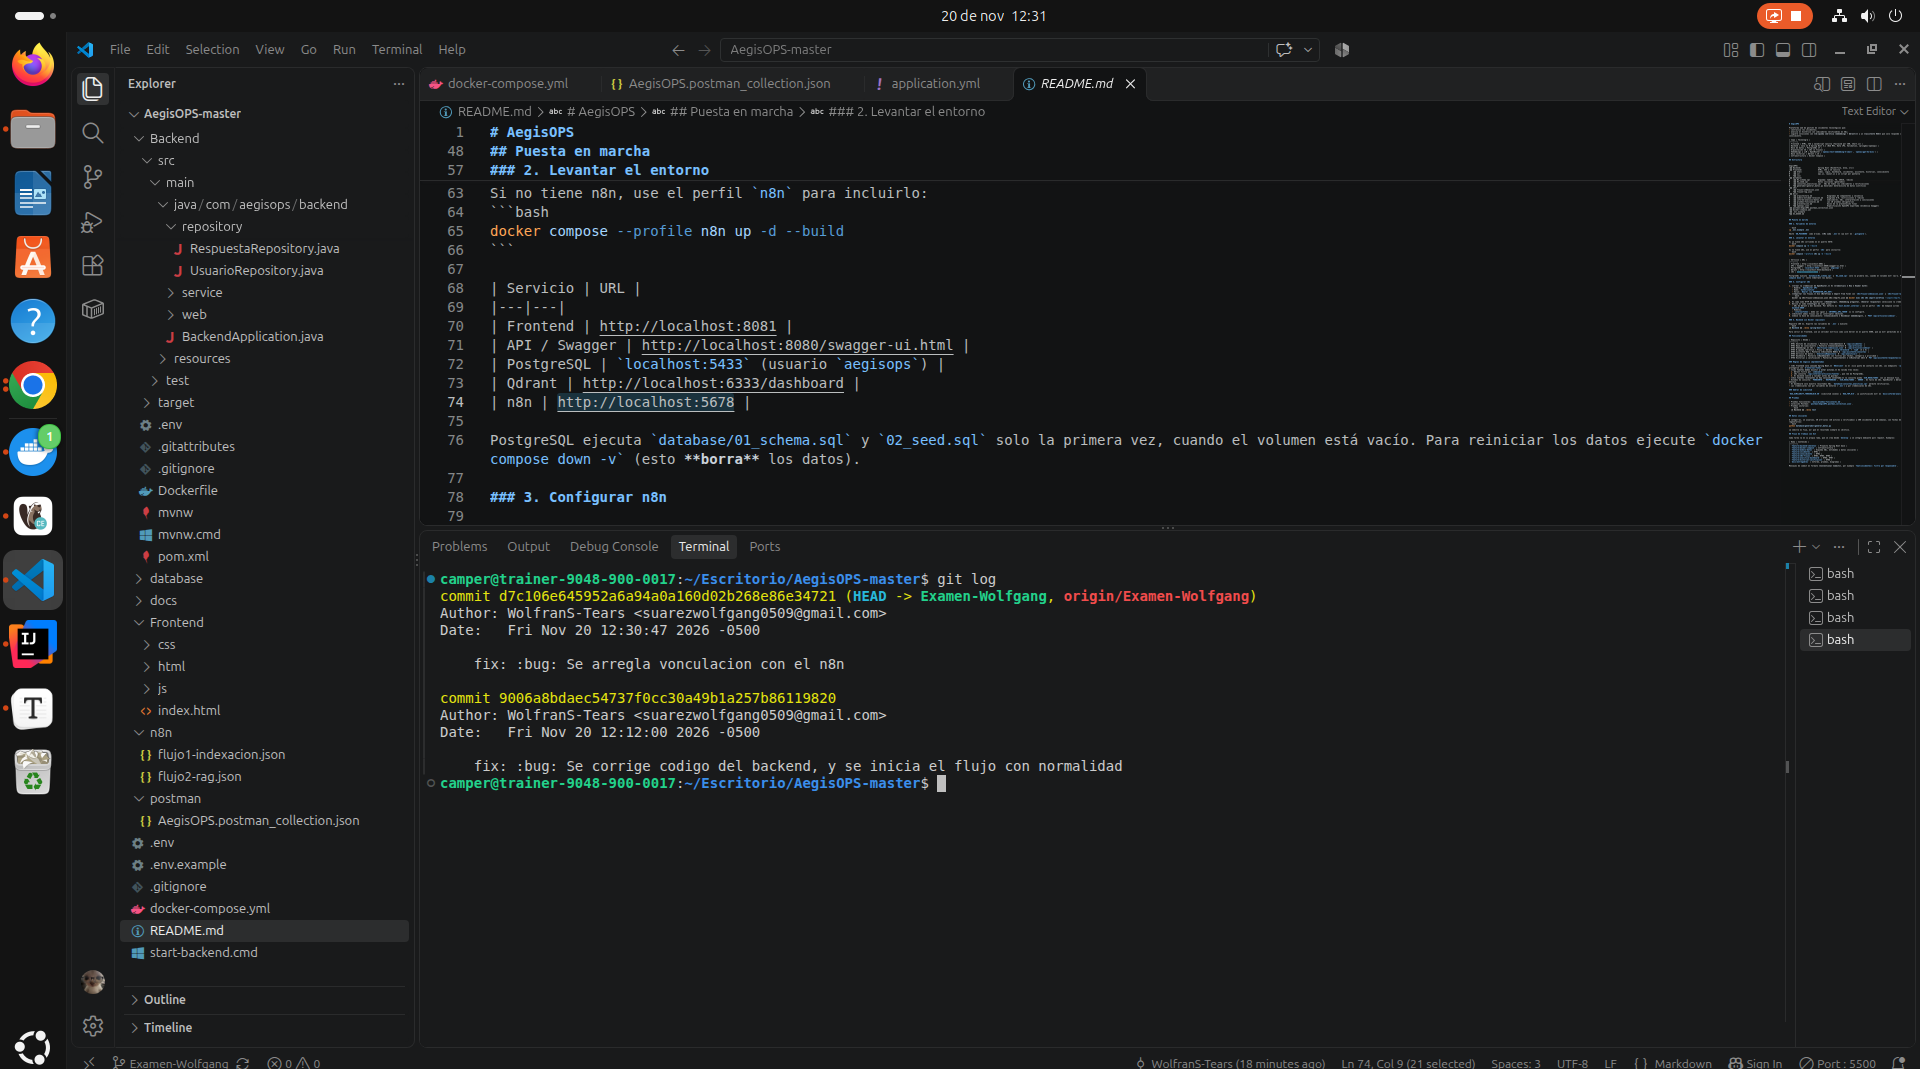 20 de nov 12:31
File Edit Selection View Go Run Terminal Help
AegisOPS-master
Explorer
docker-compose.yml
AegisOPS.postman_collection.json
application.yml
README.md
README.md > # AegisOPS > ## Puesta en marcha > ### 2. Levantar el entorno
Text Editor
AegisOPS-master
Backend
src
main
java/com/aegisops/backend
repository
RespuestaRepository.java
UsuarioRepository.java
service
web
BackendApplication.java
resources
test
target
.env
.gitattributes
.gitignore
Dockerfile
mvnw
mvnw.cmd
pom.xml
database
docs
Frontend
css
html
js
index.html
n8n
flujo1-indexacion.json
flujo2-rag.json
postman
AegisOPS.postman_collection.json
.env
.env.example
.gitignore
docker-compose.yml
README.md
start-backend.cmd
Outline
Timeline
1 # AegisOPS
48 ## Puesta en marcha
57 ### 2. Levantar el entorno
63 Si no tiene n8n, use el perfil `n8n` para incluirlo:
64 ```bash
65 docker compose --profile n8n up -d --build
66 ```
67
68 | Servicio | URL |
69 |---|---|
70 | Frontend | http://localhost:8081 |
71 | API / Swagger | http://localhost:8080/swagger-ui.html |
72 | PostgreSQL | `localhost:5433` (usuario `aegisops`) |
73 | Qdrant | http://localhost:6333/dashboard |
74 | n8n | http://localhost:5678 |
75
76 PostgreSQL ejecuta `database/01_schema.sql` y `02_seed.sql` solo la primera vez, cuando el volumen está vacío. Para reiniciar los datos ejecute `docker
compose down -v` (esto **borra** los datos).
77
78 ### 3. Configurar n8n
79
Problems Output Debug Console Terminal Ports
camper@trainer-9048-900-0017:~/Escritorio/AegisOPS-master$ git log
commit d7c106e645952a6a94a0a160d02b268e86e34721 (HEAD -> Examen-Wolfgang, origin/Examen-Wolfgang)
Author: WolfranS-Tears <suarezwolfgang0509@gmail.com>
Date: Fri Nov 20 12:30:47 2026 -0500
fix: :bug: Se arregla vonculacion con el n8n
commit 9006a8bdaec54737f0cc30a49b1a257b86119820
Author: WolfranS-Tears <suarezwolfgang0509@gmail.com>
Date: Fri Nov 20 12:12:00 2026 -0500
fix: :bug: Se corrige codigo del backend, y se inicia el flujo con normalidad
camper@trainer-9048-900-0017:~/Escritorio/AegisOPS-master$
bash
bash
bash
bash
1
Examen-Wolfgang 0 0 WolfranS-Tears (18 minutes ago) Ln 74, Col 9 (21 selected) Spaces: 3 UTF-8 LF { } Markdown Sign In Port : 5500